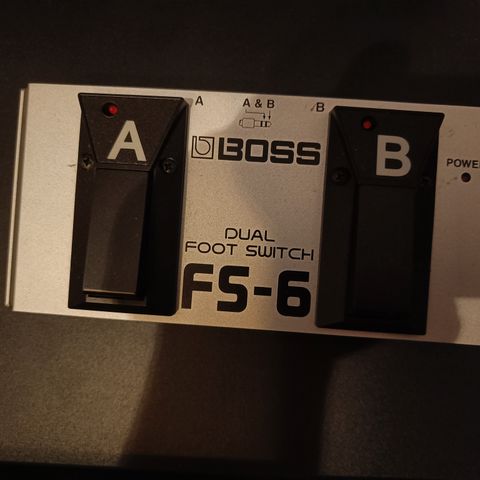 A A & B B
POWER
A
B
BOSS
DUAL
FOOT SWITCH
FS-6